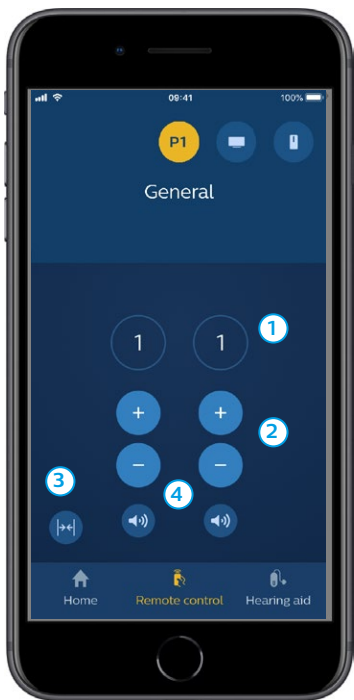 09:41 100%
P1
General
1 1 1
+ + 2
− −
3 4
Home Remote control Hearing aid